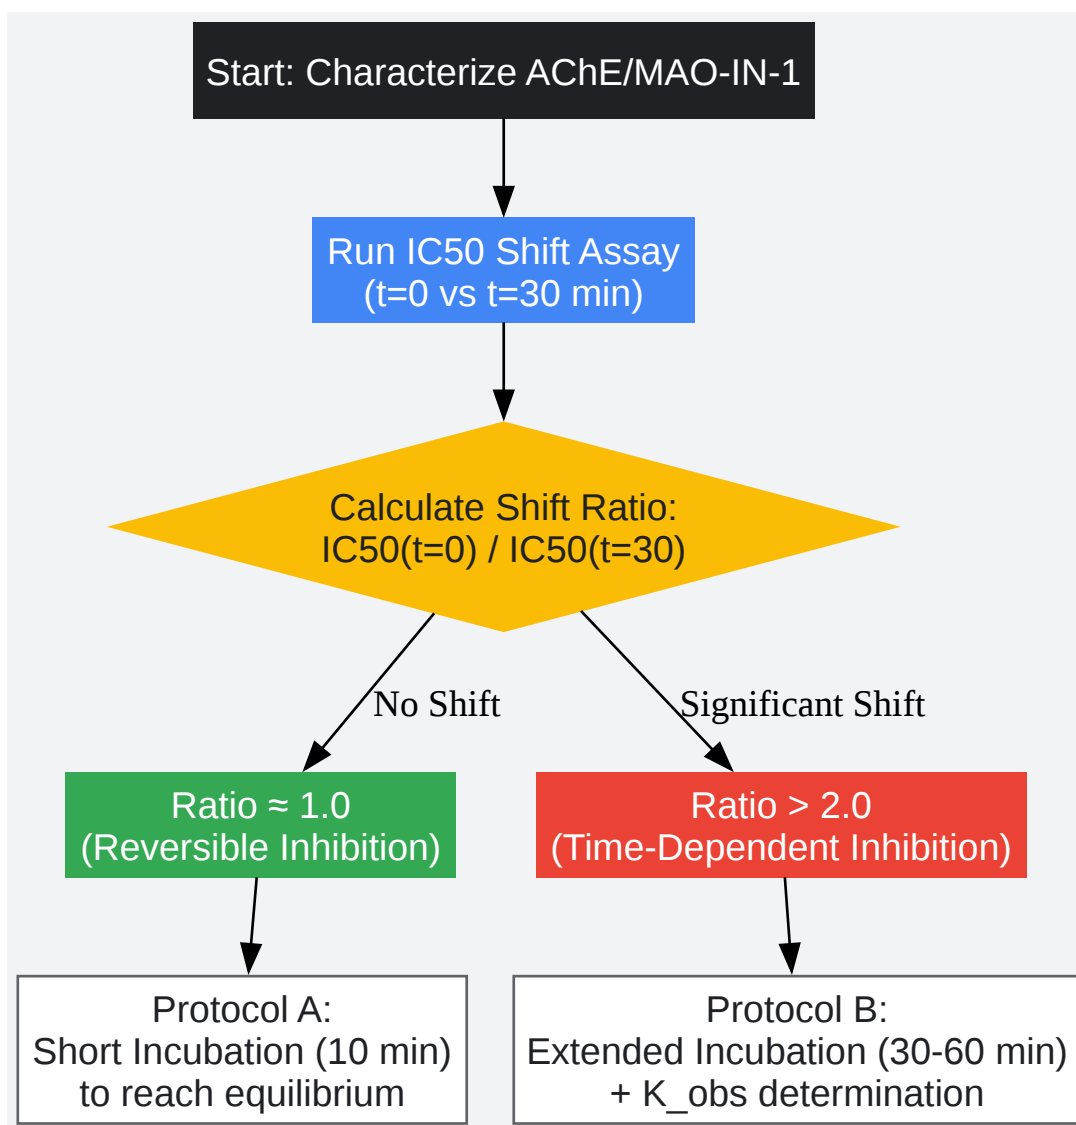 Start: Characterize AChE/MAO-IN-1
Run IC50 Shift Assay
(t=0 vs t=30 min)
Calculate Shift Ratio:
IC50(t=0) / IC50(t=30)
No Shift
Significant Shift
Ratio ≈ 1.0
(Reversible Inhibition)
Ratio > 2.0
(Time-Dependent Inhibition)
Protocol A:
Short Incubation (10 min)
to reach equilibrium
Protocol B:
Extended Incubation (30-60 min)
+ K_obs determination